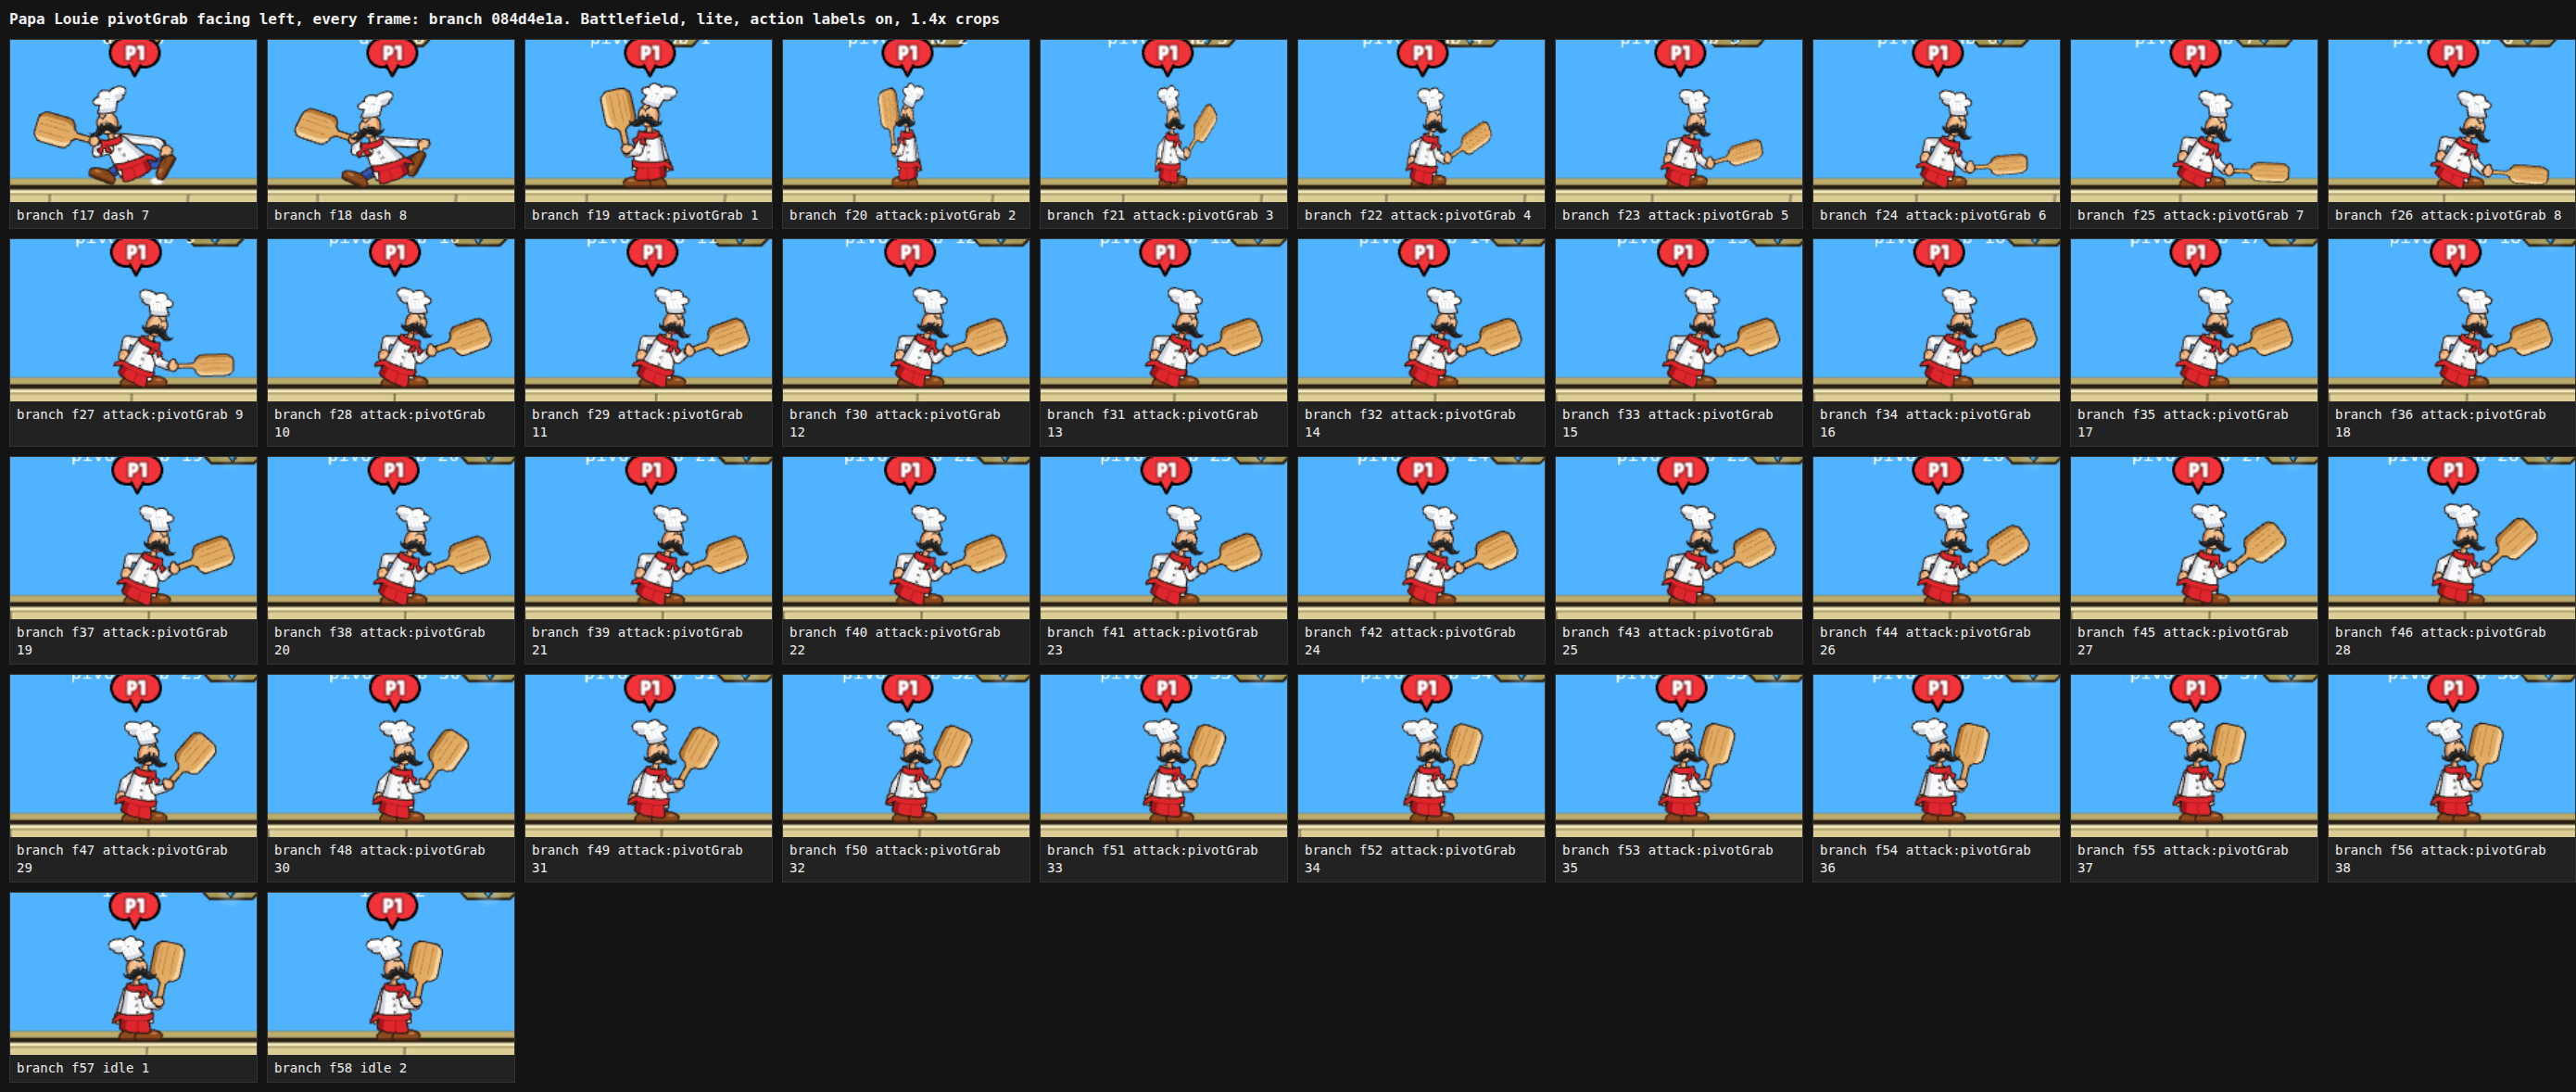 Papa Louie pivotGrab facing left, every frame: branch 084d4e1a. Battlefield, lite, action labels on, 1.4x crops
P1 P1 P1 P1 P1 P1 P1 P1 P1 P1
branch f17 dash 7
branch f18 dash 8
branch f19 attack:pivotGrab 1
branch f20 attack:pivotGrab 2
branch f21 attack:pivotGrab 3
branch f22 attack:pivotGrab 4
branch f23 attack:pivotGrab 5
branch f24 attack:pivotGrab 6
branch f25 attack:pivotGrab 7
branch f26 attack:pivotGrab 8
P1 P1 P1 P1 P1 P1 P1 P1 P1 P1
branch f27 attack:pivotGrab 9
branch f28 attack:pivotGrab
10
branch f29 attack:pivotGrab
11
branch f30 attack:pivotGrab
12
branch f31 attack:pivotGrab
13
branch f32 attack:pivotGrab
14
branch f33 attack:pivotGrab
15
branch f34 attack:pivotGrab
16
branch f35 attack:pivotGrab
17
branch f36 attack:pivotGrab
18
P1 P1 P1 P1 P1 P1 P1 P1 P1 P1
branch f37 attack:pivotGrab
19
branch f38 attack:pivotGrab
20
branch f39 attack:pivotGrab
21
branch f40 attack:pivotGrab
22
branch f41 attack:pivotGrab
23
branch f42 attack:pivotGrab
24
branch f43 attack:pivotGrab
25
branch f44 attack:pivotGrab
26
branch f45 attack:pivotGrab
27
branch f46 attack:pivotGrab
28
P1 P1 P1 P1 P1 P1 P1 P1 P1 P1
branch f47 attack:pivotGrab
29
branch f48 attack:pivotGrab
30
branch f49 attack:pivotGrab
31
branch f50 attack:pivotGrab
32
branch f51 attack:pivotGrab
33
branch f52 attack:pivotGrab
34
branch f53 attack:pivotGrab
35
branch f54 attack:pivotGrab
36
branch f55 attack:pivotGrab
37
branch f56 attack:pivotGrab
38
P1 P1
branch f57 idle 1
branch f58 idle 2